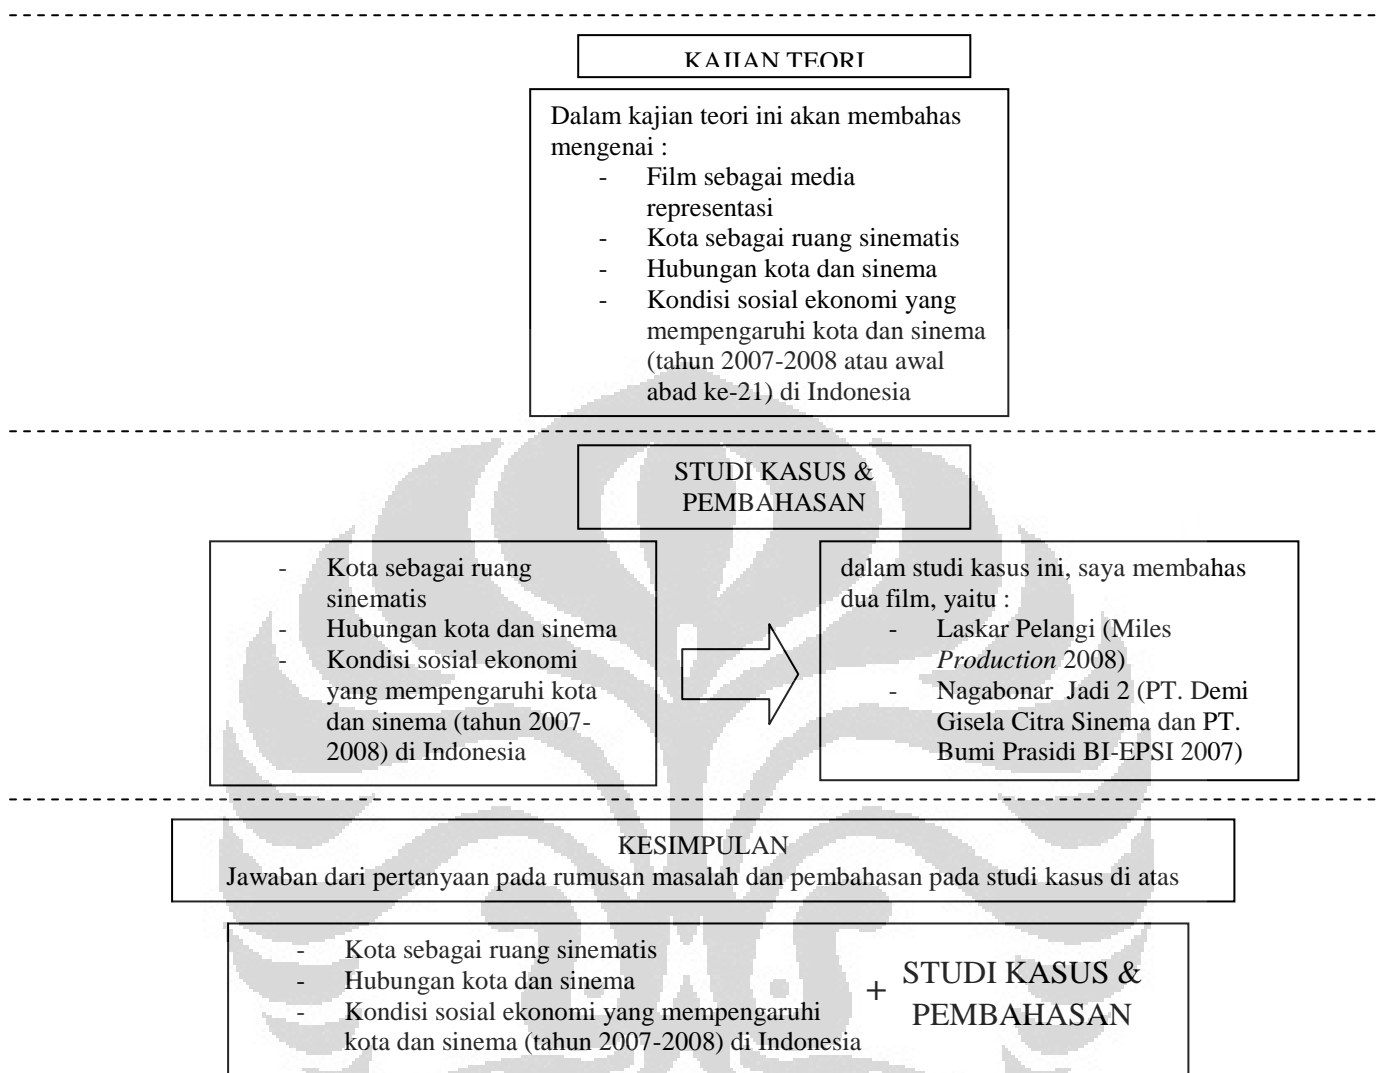 KAJIAN TEORI
Dalam kajian teori ini akan membahas
mengenai :
- Film sebagai media
representasi
- Kota sebagai ruang sinematis
- Hubungan kota dan sinema
- Kondisi sosial ekonomi yang
mempengaruhi kota dan sinema
(tahun 2007-2008 atau awal
abad ke-21) di Indonesia
STUDI KASUS &
PEMBAHASAN
- Kota sebagai ruang
sinematis
- Hubungan kota dan sinema
- Kondisi sosial ekonomi
yang mempengaruhi kota
dan sinema (tahun 2007-
2008) di Indonesia
dalam studi kasus ini, saya membahas
dua film, yaitu :
- Laskar Pelangi (Miles
Production 2008)
- Nagabonar Jadi 2 (PT. Demi
Gisela Citra Sinema dan PT.
Bumi Prasidi BI-EPSI 2007)
KESIMPULAN
Jawaban dari pertanyaan pada rumusan masalah dan pembahasan pada studi kasus di atas
- Kota sebagai ruang sinematis
- Hubungan kota dan sinema
- Kondisi sosial ekonomi yang mempengaruhi
kota dan sinema (tahun 2007-2008) di Indonesia
+ STUDI KASUS &
PEMBAHASAN